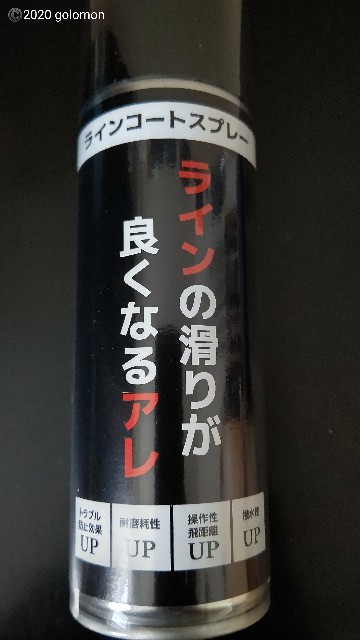 ©2020 golomon
ラインコートスプレー
ラインの滑りが
良くなるアレ
トラブル
防止効果
UP
耐磨耗性
UP
操作性
飛距離
UP
撥水性
UP